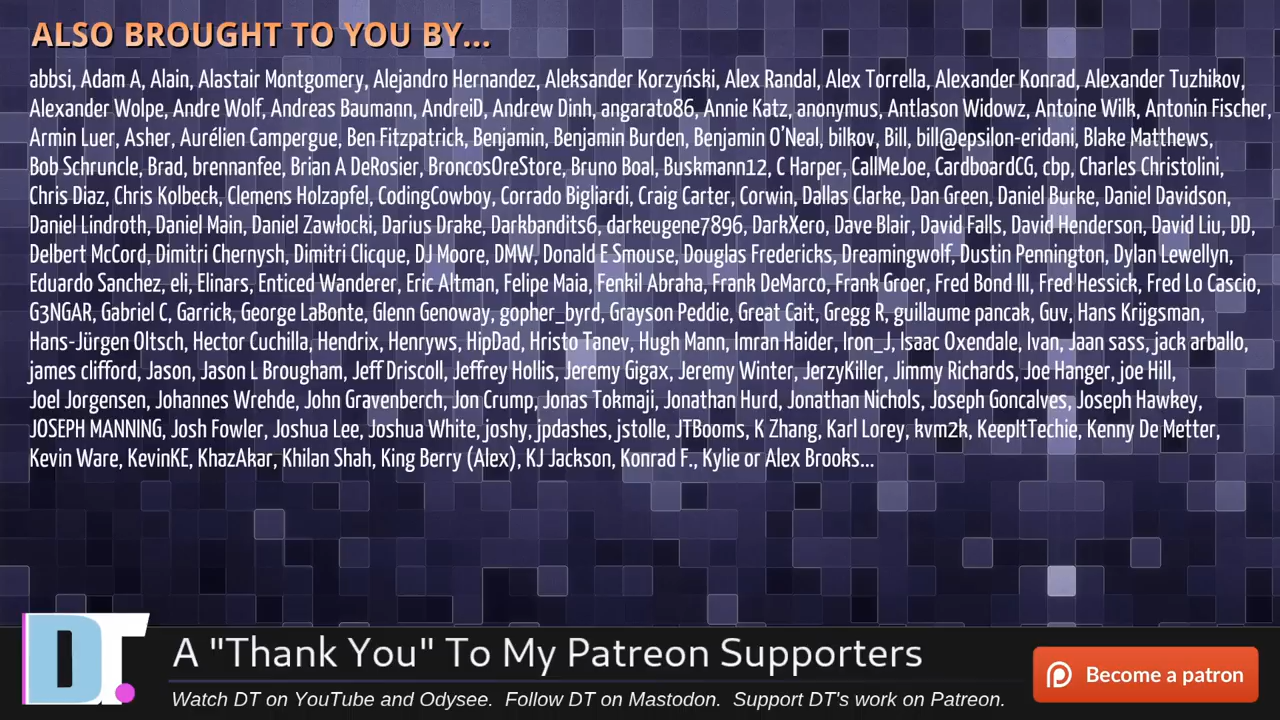 ALSO BROUGHT TO YOU BY...
abbsi, Adam A, Alain, Alastair Montgomery, Alejandro Hernandez, Aleksander Korzyński, Alex Randal, Alex Torrella, Alexander Konrad, Alexander Tuzhikov,
Alexander Wolpe, Andre Wolf, Andreas Baumann, AndreiD, Andrew Dinh, angarato86, Annie Katz, anonymus, Antlason Widowz, Antoine Wilk, Antonin Fischer,
Armin Luer, Asher, Aurélien Campergue, Ben Fitzpatrick, Benjamin, Benjamin Burden, Benjamin O'Neal, bilkov, Bill, bill@epsilon-eridani, Blake Matthews,
Bob Schruncle, Brad, brennanfee, Brian A DeRosier, BroncosOreStore, Bruno Boal, Buskmann12, C Harper, CallMeJoe, CardboardCG, cbp, Charles Christolini,
Chris Diaz, Chris Kolbeck, Clemens Holzapfel, CodingCowboy, Corrado Bigliardi, Craig Carter, Corwin, Dallas Clarke, Dan Green, Daniel Burke, Daniel Davidson,
Daniel Lindroth, Daniel Main, Daniel Zawłocki, Darius Drake, Darkbandits6, darkeugene7896, DarkXero, Dave Blair, David Falls, David Henderson, David Liu, DD,
Delbert McCord, Dimitri Chernysh, Dimitri Clicque, DJ Moore, DMW, Donald E Smouse, Douglas Fredericks, Dreamingwolf, Dustin Pennington, Dylan Lewellyn,
Eduardo Sanchez, eli, Elinars, Enticed Wanderer, Eric Altman, Felipe Maia, Fenkil Abraha, Frank DeMarco, Frank Groer, Fred Bond III, Fred Hessick, Fred Lo Cascio,
G3NGAR, Gabriel C, Garrick, George LaBonte, Glenn Genoway, gopher_byrd, Grayson Peddie, Great Cait, Gregg R, guillaume pancak, Guv, Hans Krijgsman,
Hans-Jürgen Oltsch, Hector Cuchilla, Hendrix, Henryws, HipDad, Hristo Tanev, Hugh Mann, Imran Haider, Iron_J, Isaac Oxendale, Ivan, Jaan sass, jack arballo,
james clifford, Jason, Jason L Brougham, Jeff Driscoll, Jeffrey Hollis, Jeremy Gigax, Jeremy Winter, JerzyKiller, Jimmy Richards, Joe Hanger, joe Hill,
Joel Jorgensen, Johannes Wrehde, John Gravenberch, Jon Crump, Jonas Tokmaji, Jonathan Hurd, Jonathan Nichols, Joseph Goncalves, Joseph Hawkey,
JOSEPH MANNING, Josh Fowler, Joshua Lee, Joshua White, joshy, jpdashes, jstolle, JTBooms, K Zhang, Karl Lorey, kvm2k, KeepItTechie, Kenny De Metter,
Kevin Ware, KevinKE, KhazAkar, Khilan Shah, King Berry (Alex), KJ Jackson, Konrad F., Kylie or Alex Brooks...
DT
A "Thank You" To My Patreon Supporters
Watch DT on YouTube and Odysee. Follow DT on Mastodon. Support DT's work on Patreon.
Become a patron